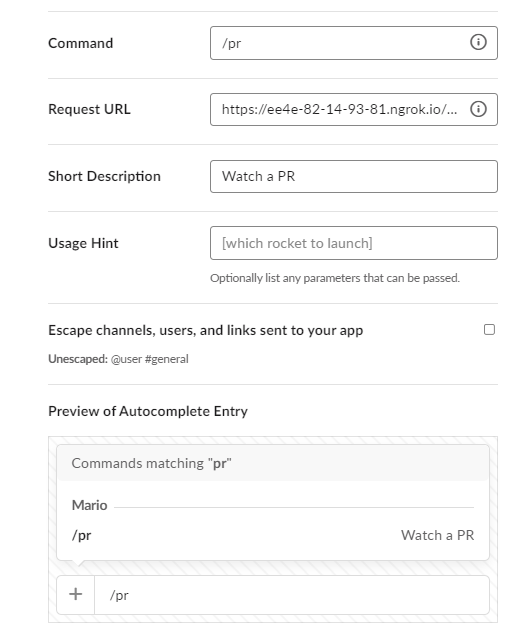 Command
/pr
Request URL
https://ee4e-82-14-93-81.ngrok.io/...
Short Description
Watch a PR
Usage Hint
[which rocket to launch]
Optionally list any parameters that can be passed.
Escape channels, users, and links sent to your app
Unescaped: @user #general
Preview of Autocomplete Entry
Commands matching "pr"
Mario
/pr Watch a PR
+ /pr